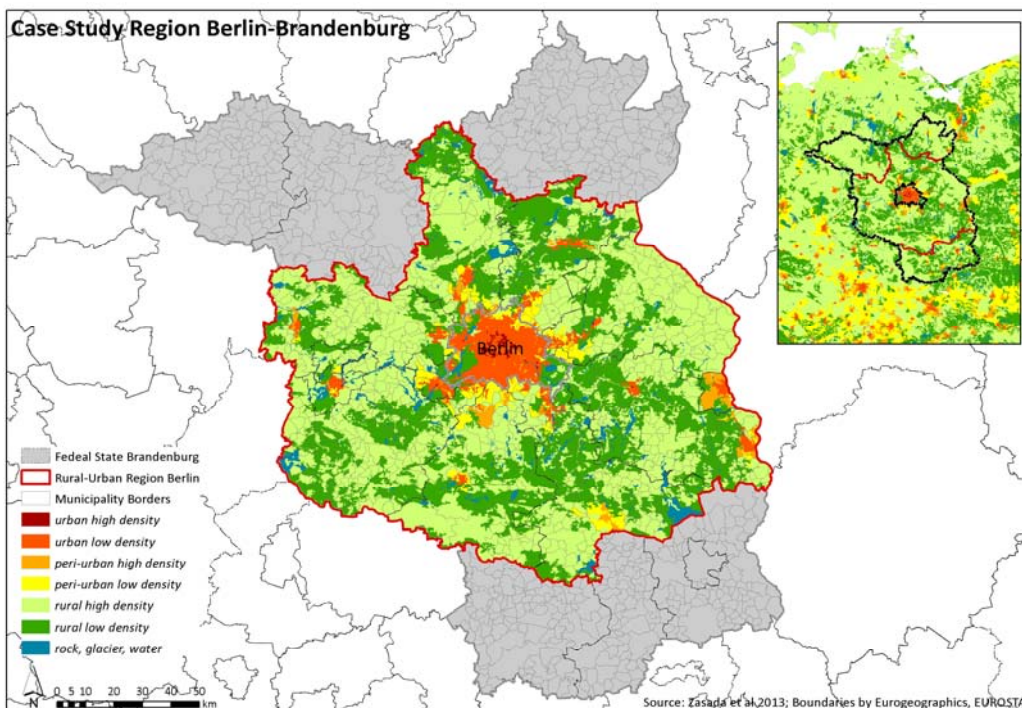 Case Study Region Berlin-Brandenburg
Berlin
Fedeal State Brandenburg
Rural-Urban Region Berlin
Municipality Borders
urban high density
urban low density
peri-urban high density
peri-urban low density
rural high density
rural low density
rock, glacier, water
N
0 5 10 20 30 40 50
km
Source: Zasada et al 2013; Boundaries by Eurogeographics, EUROSTA